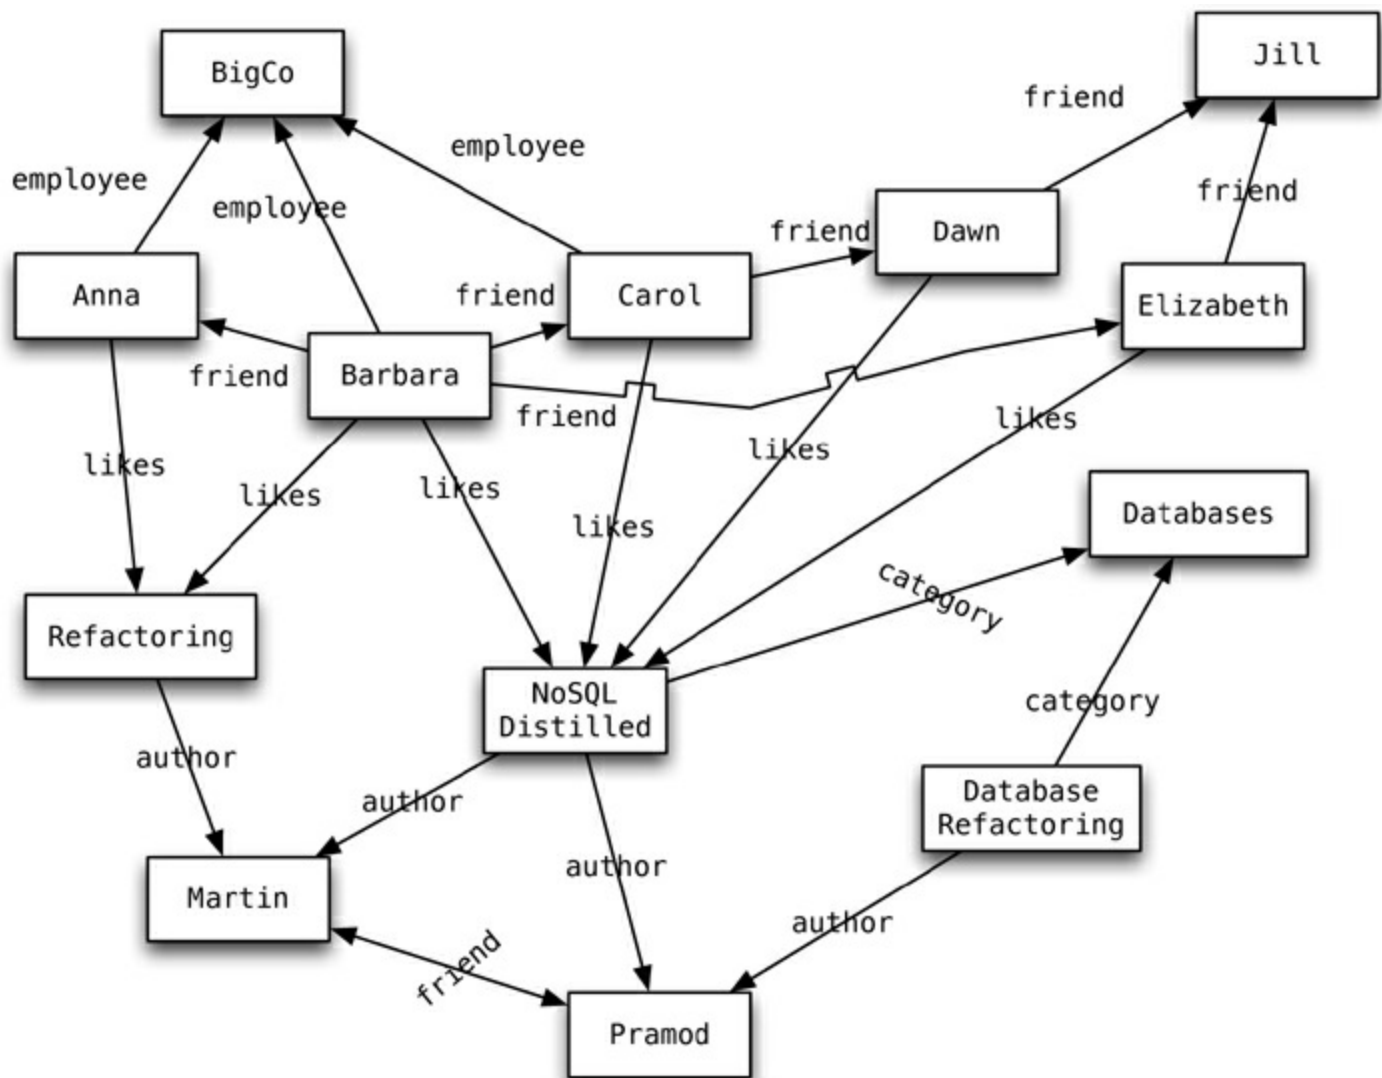 Jill
BigCo
friend
employee
employee
friend
employee
friend
Dawn
Anna
friend
Carol
Elizabeth
friend
Barbara
friend
likes
likes
likes
likes
likes
likes
Databases
category
Refactoring
NoSQL
Distilled
category
author
author
Database
Refactoring
author
Martin
author
friend
Pramod